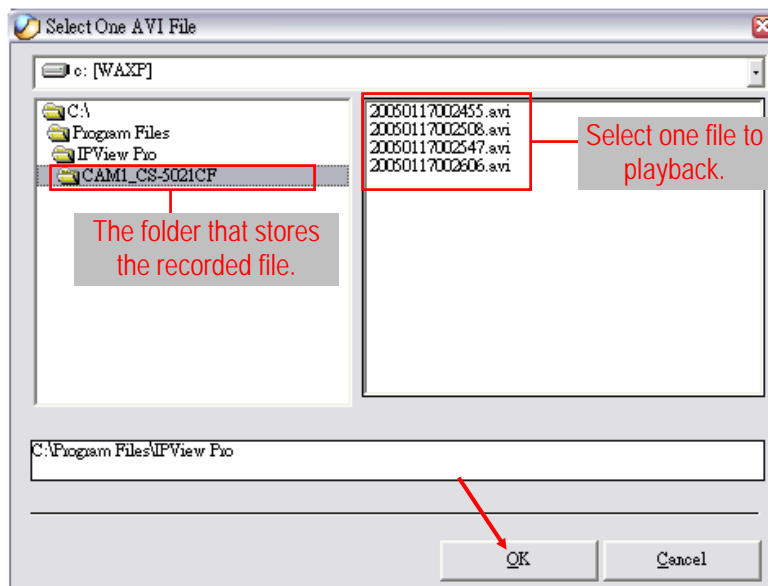 Select One AVI File
c: [WAXP]
C:\
Program Files
IPView Pro
CAM1_CS-5021CF
20050117002455.avi
20050117002508.avi
20050117002547.avi
20050117002606.avi
Select one file to
playback.
The folder that stores
the recorded file.
C:\Program Files\IPView Pro
OK
Cancel